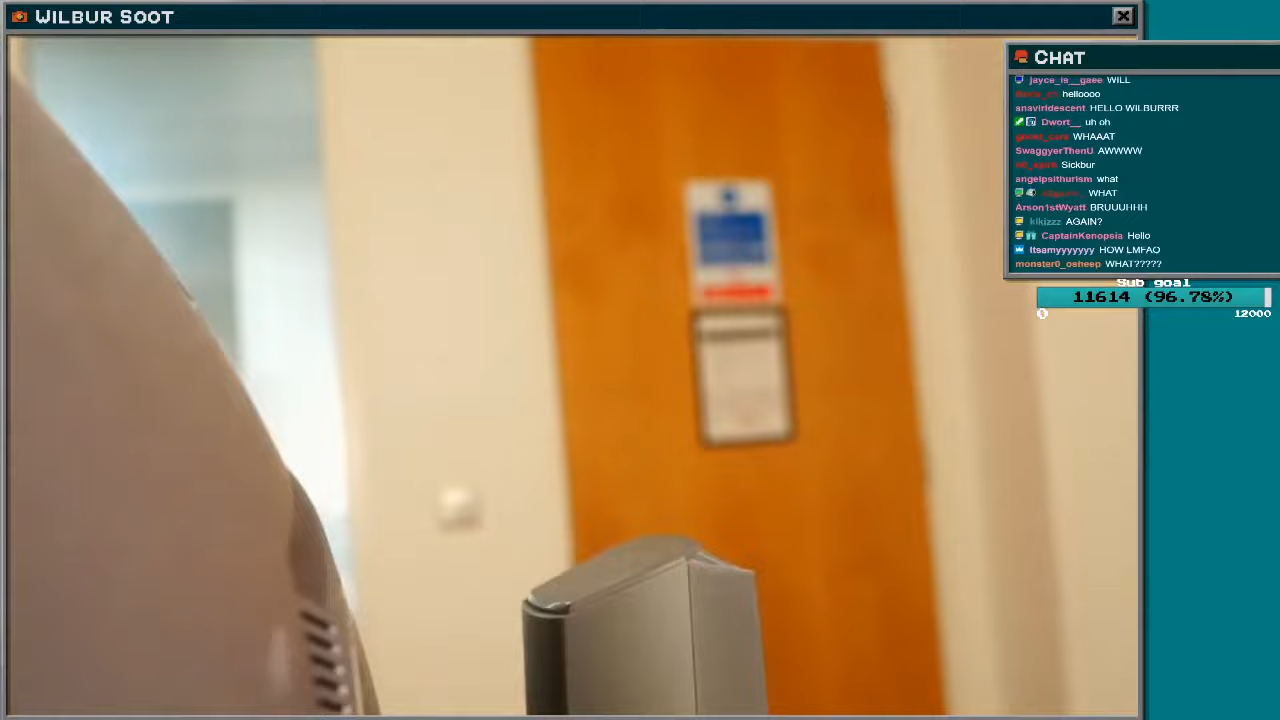 WILBUR SOOT
CHAT
jayce_is__gaee WILL
helloooo
anaviridescent HELLO WILBURRR
Dwort__ uh oh
WHAAAT
SwaggyerThenU AWWWW
Sickbur
angelpsithurism what
WHAT
Arson1stWyatt BRUUUHHH
kikizzz AGAIN?
CaptainKenopsia Hello
itsamyyyyyyy HOW LMFAO
monster0_osheep WHAT?????
Sub goal
11614 (96.78%)
12000